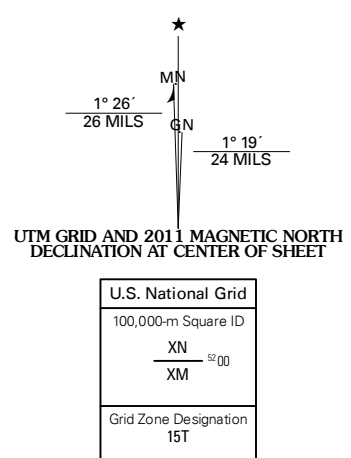 ★
MN
1° 26´
26 MILS
GN
1° 19´
24 MILS
UTM GRID AND 2011 MAGNETIC NORTH
DECLINATION AT CENTER OF SHEET
U.S. National Grid
100,000-m Square ID
XN
5200
XM
Grid Zone Designation
15T